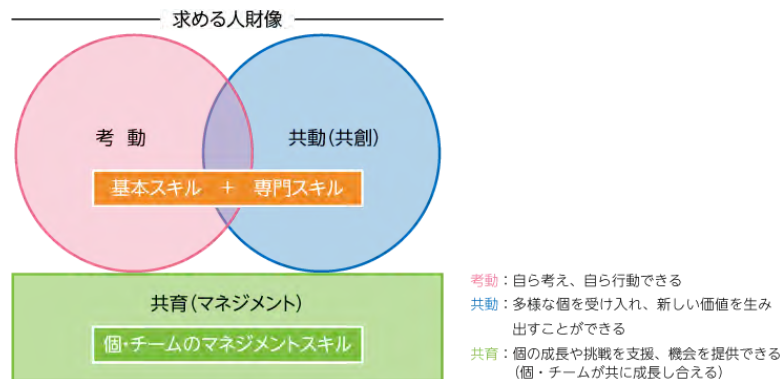 求める人財像
考 動
共動(共創)
基本スキル + 専門スキル
共育(マネジメント)
個・チームのマネジメントスキル
考動：自ら考え、自ら行動できる
共動：多様な個を受け入れ、新しい価値を生み
出すことができる
共育：個の成長や挑戦を支援、機会を提供できる
(個・チームが共に成長し合える)